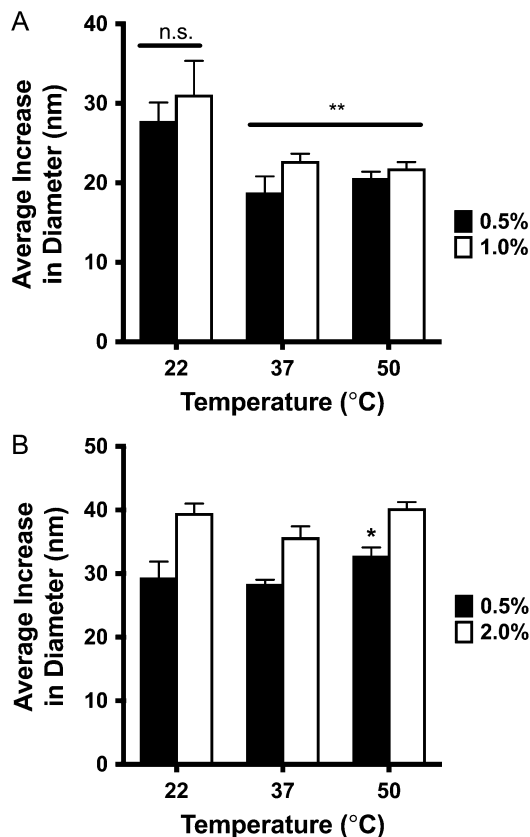 A
Average Increase
in Diameter (nm)
40
30
20
10
0
n.s.
**
22
37
50
Temperature (°C)
0.5%
1.0%
B
Average Increase
in Diameter (nm)
50
40
30
20
10
0
*
22
37
50
Temperature (°C)
0.5%
2.0%